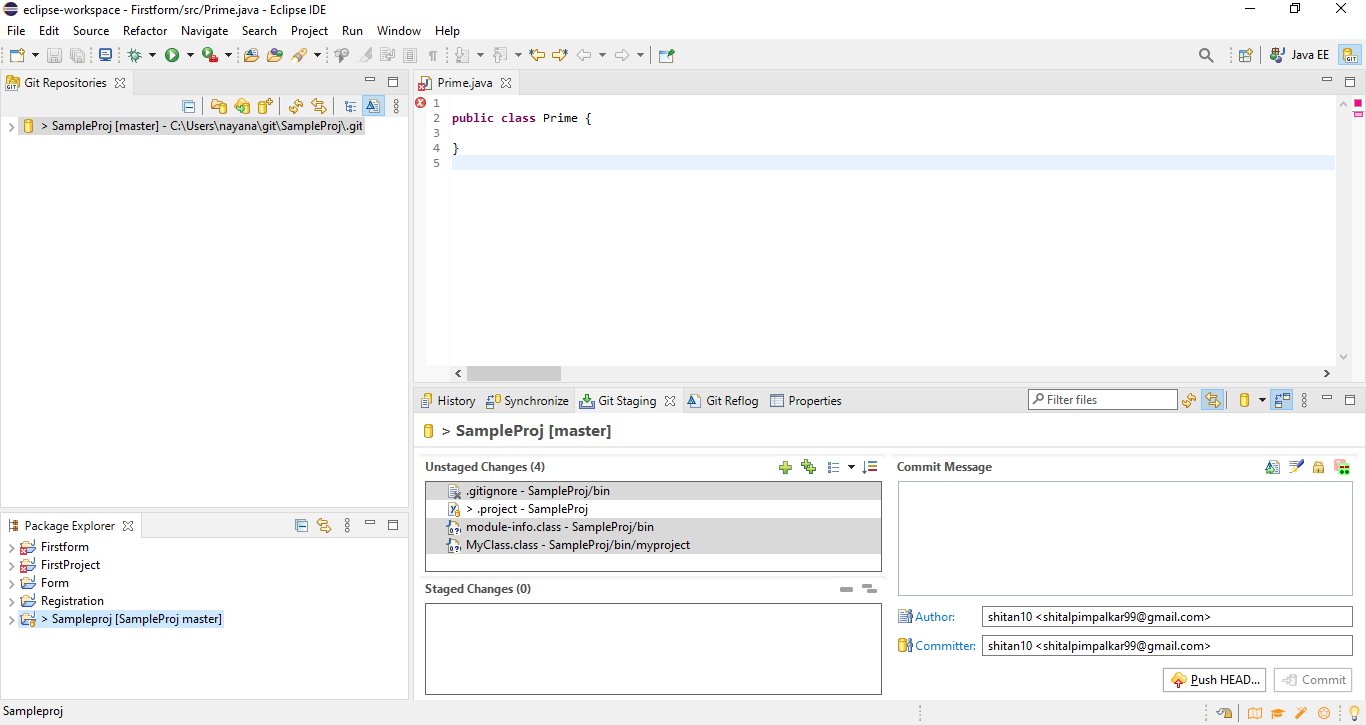 eclipse-workspace - Firstform/src/Prime.java - Eclipse IDE
File Edit Source Refactor Navigate Search Project Run Window Help
Java EE
Git Repositories
> SampleProj [master] - C:\Users\nayana\git\SampleProj\.git
Prime.java
1
2 public class Prime {
3
4 }
5
History Synchronize Git Staging Git Reflog Properties
Filter files
> SampleProj [master]
Unstaged Changes (4)
.gitignore - SampleProj/bin
> .project - SampleProj
module-info.class - SampleProj/bin
MyClass.class - SampleProj/bin/myproject
Staged Changes (0)
Commit Message
Author: shitan10 <shitalpimpalkar99@gmail.com>
Committer: shitan10 <shitalpimpalkar99@gmail.com>
Push HEAD... Commit
Package Explorer
Firstform
FirstProject
Form
Registration
> Sampleproj [SampleProj master]
Sampleproj